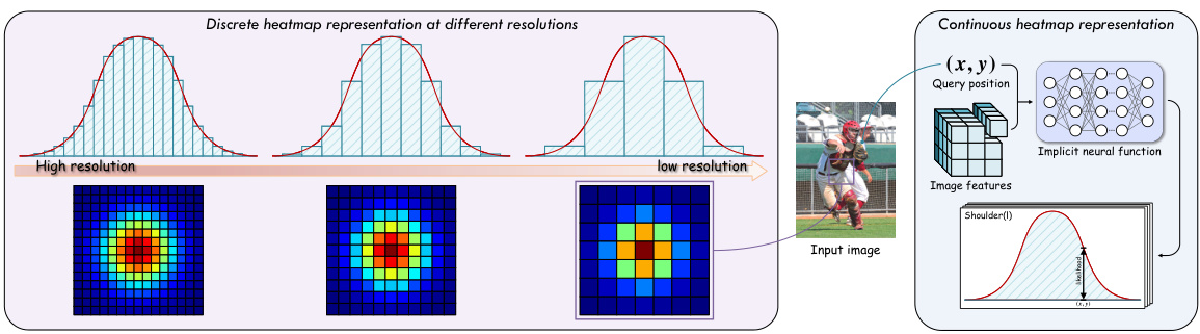 Discrete heatmap representation at different resolutions
High resolution
low resolution
Input image
Continuous heatmap representation
(x, y)
Query position
Image features
Implicit neural function
Shoulder(l)
likelihood
(x, y)